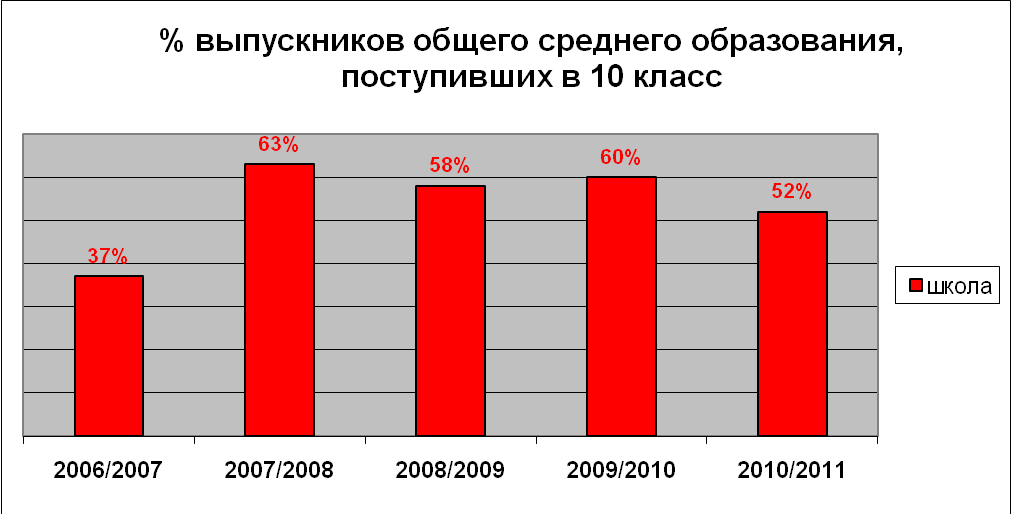 % выпускников общего среднего образования,
поступивших в 10 класс
63%
58%
60%
52%
37%
школа
2006/2007 2007/2008 2008/2009 2009/2010 2010/2011